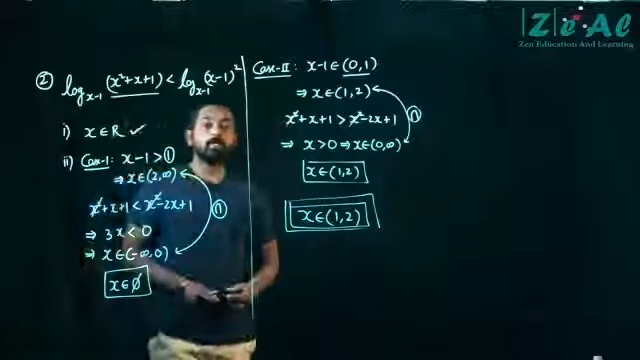 |ZeAl
Zen Education And Learning
② log_{x-1} (x²+x+1) < log_{x-1} (x-1)²
i) x∈R ✓
ii) Case-I: x-1>1
⇒ x∈(2,∞)
x²+x+1 < x²-2x+1
⇒ 3x<0
⇒ x∈(-∞,0)
∩
x∈∅
Case-II: x-1∈(0,1)
⇒ x∈(1,2)
x²+x+1 > x²-2x+1
⇒ x>0 ⇒ x∈(0,∞)
∩
x∈(1,2)
x∈(1,2)